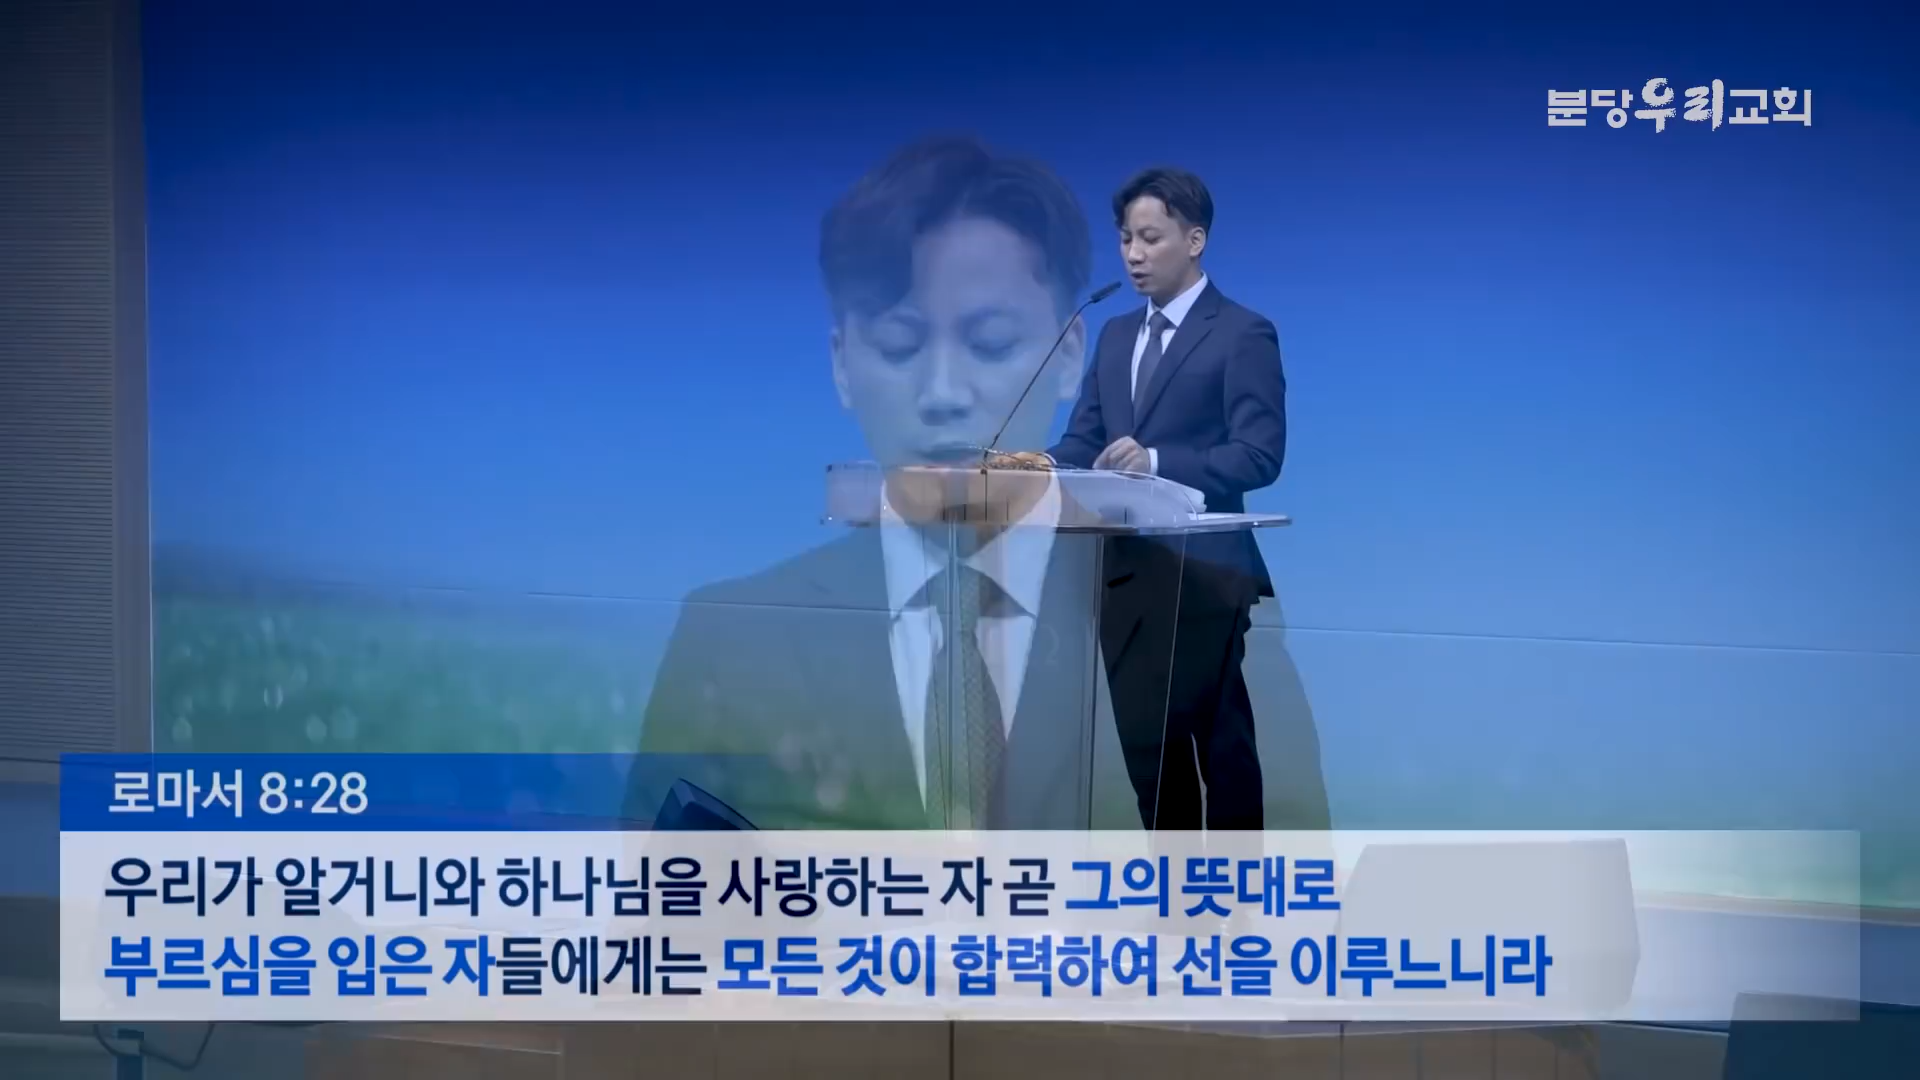 분당우리교회
로마서 8:28
우리가 알거니와 하나님을 사랑하는 자 곧 그의 뜻대로
부르심을 입은 자들에게는 모든 것이 합력하여 선을 이루느니라